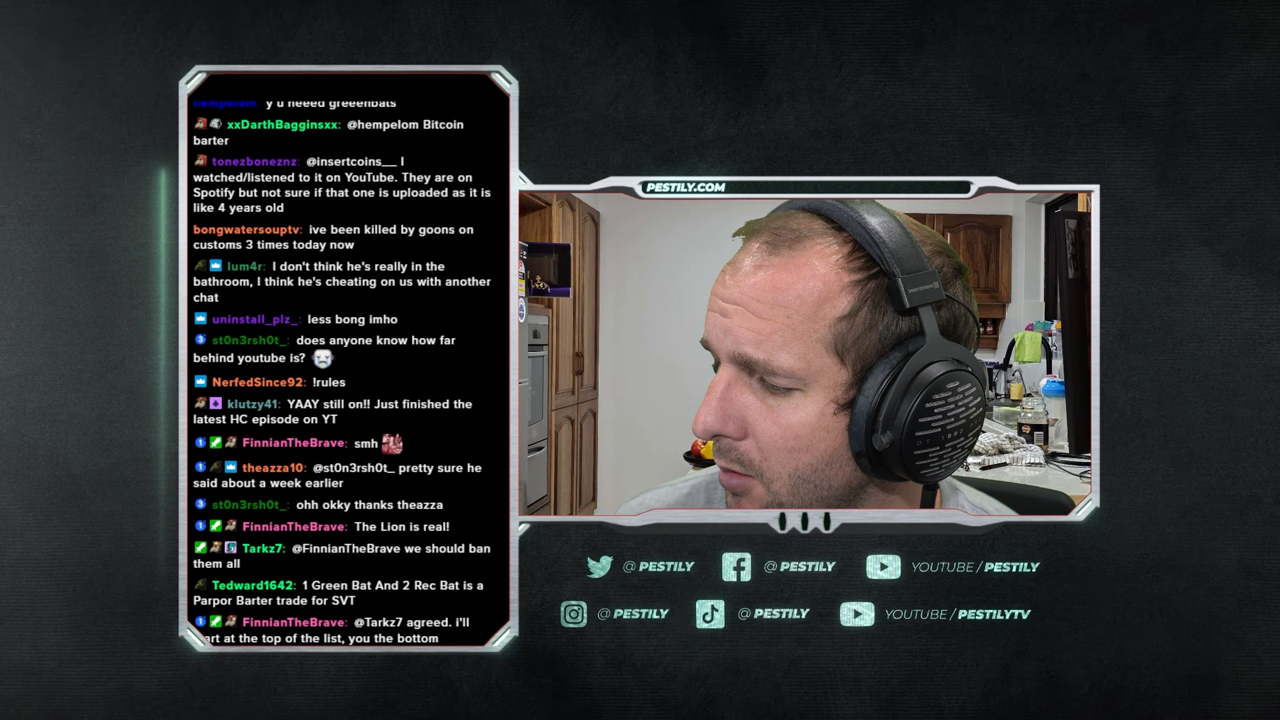 hempelom: y u neeed greeenbats
xxDarthBagginsxx: @hempelom Bitcoin
barter
tonezboneznz: @insertcoins__ I
watched/listened to it on YouTube. They are on
Spotify but not sure if that one is uploaded as it is
like 4 years old
bongwatersouptv: ive been killed by goons on
customs 3 times today now
lum4r: I don't think he's really in the
bathroom, I think he's cheating on us with another
chat
uninstall_plz_: less bong imho
st0n3rsh0t_: does anyone know how far
behind youtube is?
NerfedSince92: !rules
klutzy41: YAAY still on!! Just finished the
latest HC episode on YT
FinnianTheBrave: smh
theazza10: @st0n3rsh0t_ pretty sure he
said about a week earlier
st0n3rsh0t_: ohh okky thanks theazza
FinnianTheBrave: The Lion is real!
Tarkz7: @FinnianTheBrave we should ban
them all
Tedward1642: 1 Green Bat And 2 Rec Bat is a
Parpor Barter trade for SVT
FinnianTheBrave: @Tarkz7 agreed. i'll
art at the top of the list, you the bottom
PESTILY.COM
@PESTILY
@PESTILY
YOUTUBE/PESTILY
@PESTILY
@PESTILY
YOUTUBE/PESTILYTV